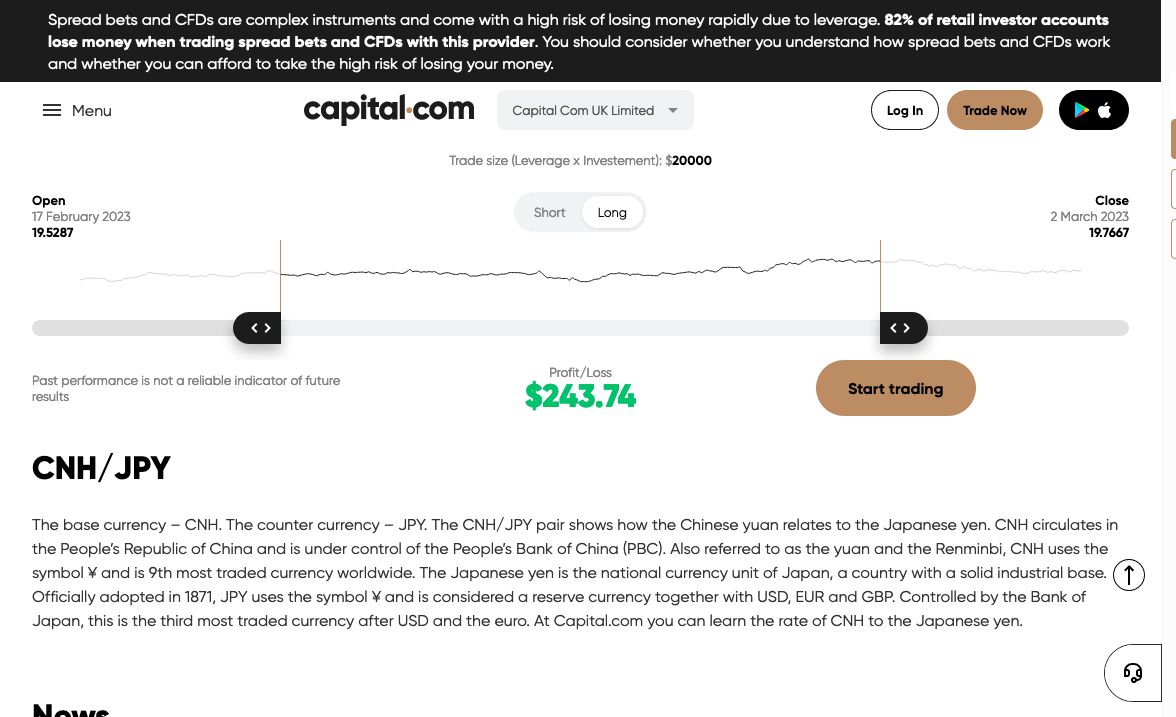 Spread bets and CFDs are complex instruments and come with a high risk of losing money rapidly due to leverage. 82% of retail investor accounts
lose money when trading spread bets and CFDs with this provider. You should consider whether you understand how spread bets and CFDs work
and whether you can afford to take the high risk of losing your money.
Menu
capital.com
Capital Com UK Limited
Log In
Trade Now
Trade size (Leverage x Investement): $20000
Open
17 February 2023
19.5287
Short
Long
Close
2 March 2023
19.7667
Past performance is not a reliable indicator of future
results
Profit/Loss
$243.74
Start trading
CNH/JPY
The base currency – CNH. The counter currency – JPY. The CNH/JPY pair shows how the Chinese yuan relates to the Japanese yen. CNH circulates in
the People’s Republic of China and is under control of the People’s Bank of China (PBC). Also referred to as the yuan and the Renminbi, CNH uses the
symbol ¥ and is 9th most traded currency worldwide. The Japanese yen is the national currency unit of Japan, a country with a solid industrial base.
Officially adopted in 1871, JPY uses the symbol ¥ and is considered a reserve currency together with USD, EUR and GBP. Controlled by the Bank of
Japan, this is the third most traded currency after USD and the euro. At Capital.com you can learn the rate of CNH to the Japanese yen.
News